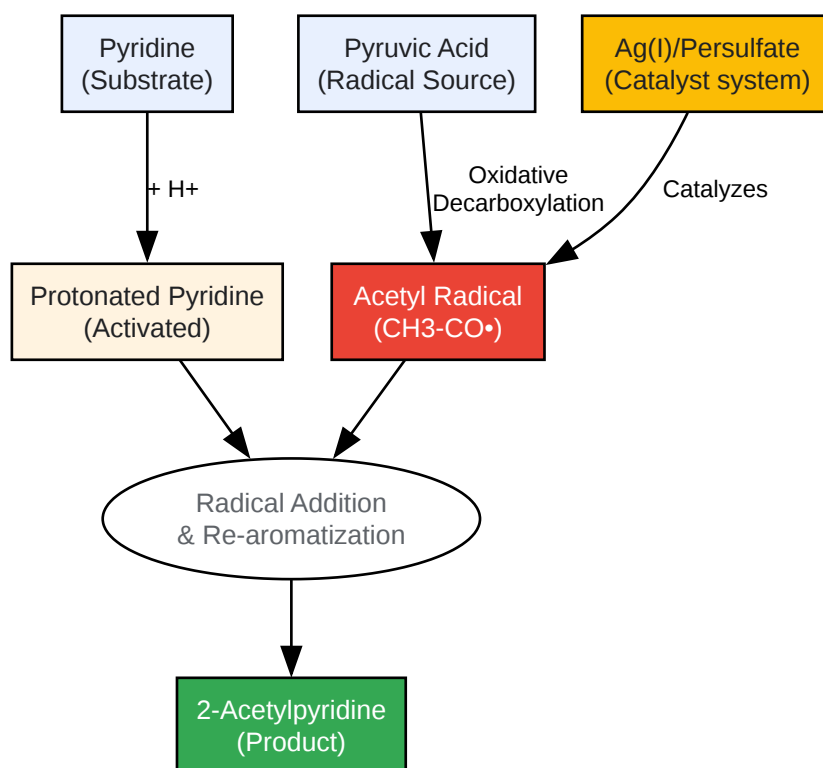 Pyridine
(Substrate)
Pyruvic Acid
(Radical Source)
Ag(I)/Persulfate
(Catalyst system)
+ H+
Oxidative
Decarboxylation
Catalyzes
Protonated Pyridine
(Activated)
Acetyl Radical
(CH3-CO•)
Radical Addition
& Re-aromatization
2-Acetylpyridine
(Product)